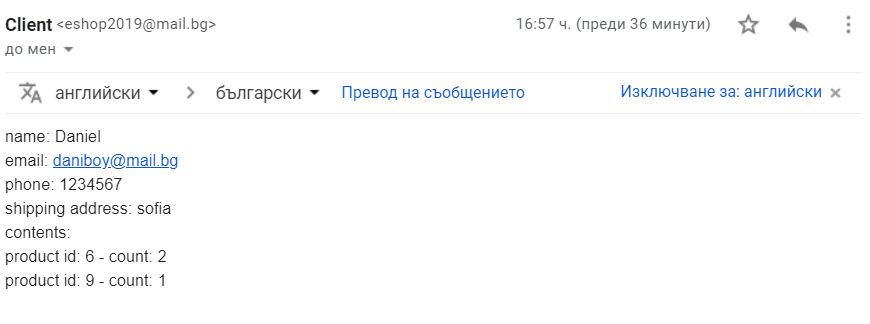 Client <eshop2019@mail.bg> 16:57 ч. (преди 36 минути)
до мен
английски > български Превод на съобщението Изключване за: английски ×
name: Daniel
email: daniboy@mail.bg
phone: 1234567
shipping address: sofia
contents:
product id: 6 - count: 2
product id: 9 - count: 1